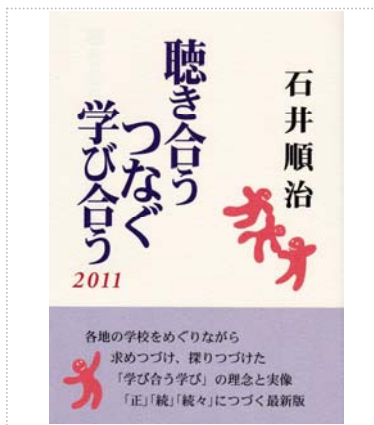 石井順治
聴き合う
つなぐ
学び合う
2011
各地の学校をめぐりながら
求めつづけ、探りつづけた
「学び合う学び」の理念と実像
「正」「続」「続々」につづく最新版